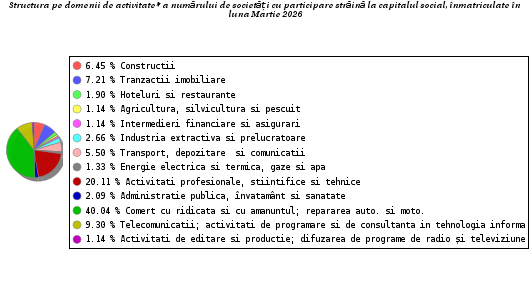 Structura pe domenii de activitate* a numărului de societăți cu participare străină la capitalul social, înmatriculate în
luna Martie 2026
6.45 % Constructii
7.21 % Tranzactii imobiliare
1.90 % Hoteluri si restaurante
1.14 % Agricultura, silvicultura si pescuit
1.14 % Intermedieri financiare si asigurari
2.66 % Industria extractiva si prelucratoare
5.50 % Transport, depozitare  si comunicatii
1.33 % Energie electrica si termica, gaze si apa
20.11 % Activitati profesionale, stiintifice si tehnice
2.09 % Administratie publica, învatamânt si sanatate
40.04 % Comert cu ridicata si cu amanuntul; repararea auto. si moto.
9.30 % Telecomunicatii; activitati de programare si de consultanta in tehnologia informa
1.14 % Activitati de editare si productie; difuzarea de programe de radio și televiziune